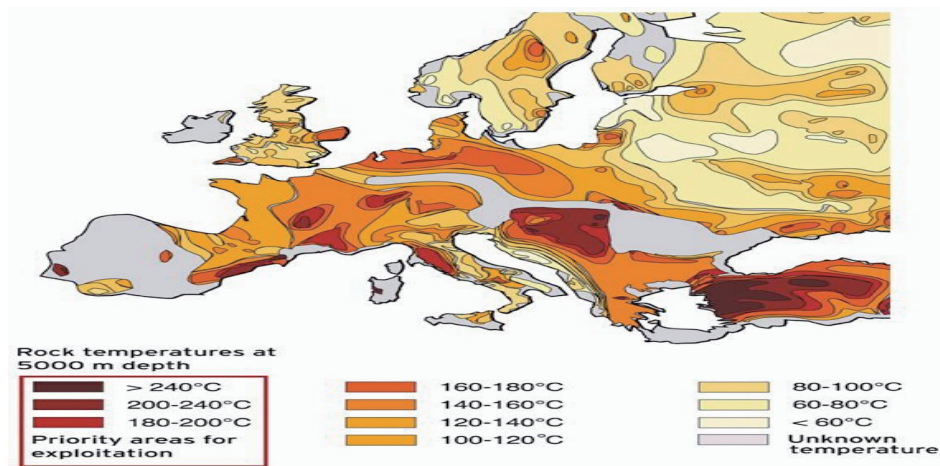 Rock temperatures at
5000 m depth
> 240°C
200-240°C
180-200°C
Priority areas for
exploitation
160-180°C
140-160°C
120-140°C
100-120°C
80-100°C
60-80°C
< 60°C
Unknown
temperature